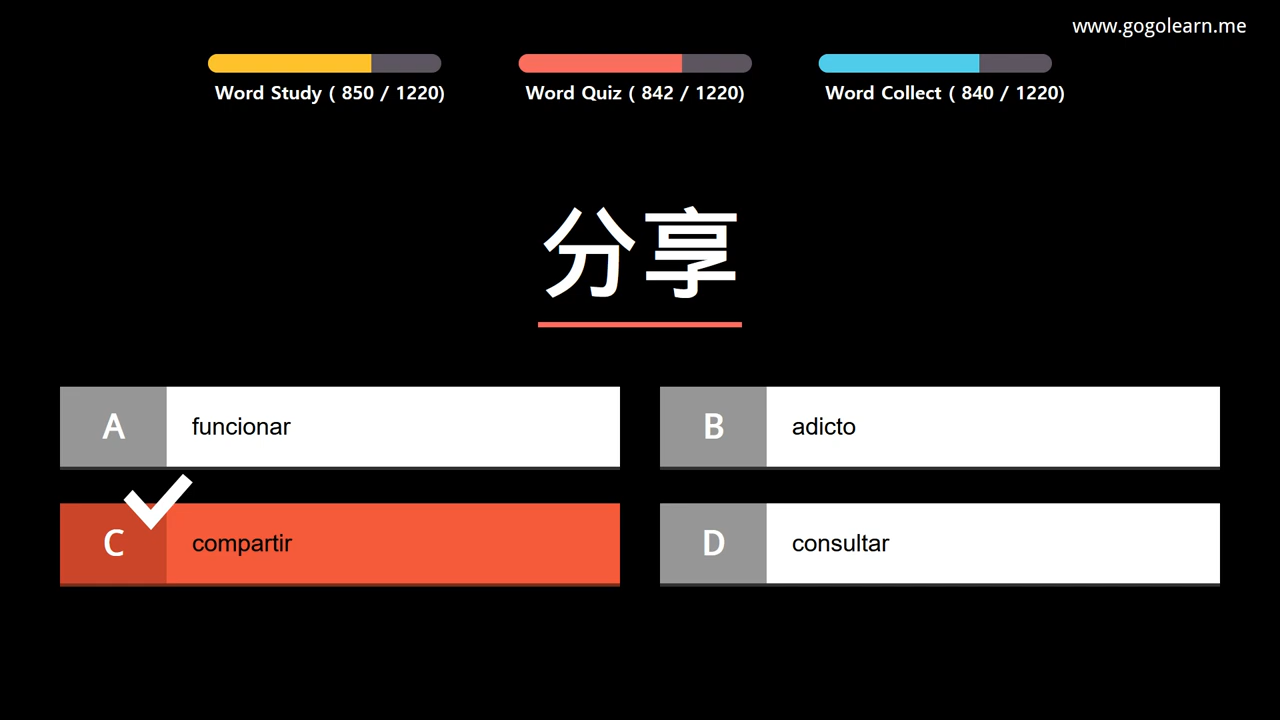 www.gogolearn.me
Word Study ( 850 / 1220)
Word Quiz ( 842 / 1220)
Word Collect ( 840 / 1220)
分享
A
funcionar
B
adicto
C
compartir
D
consultar